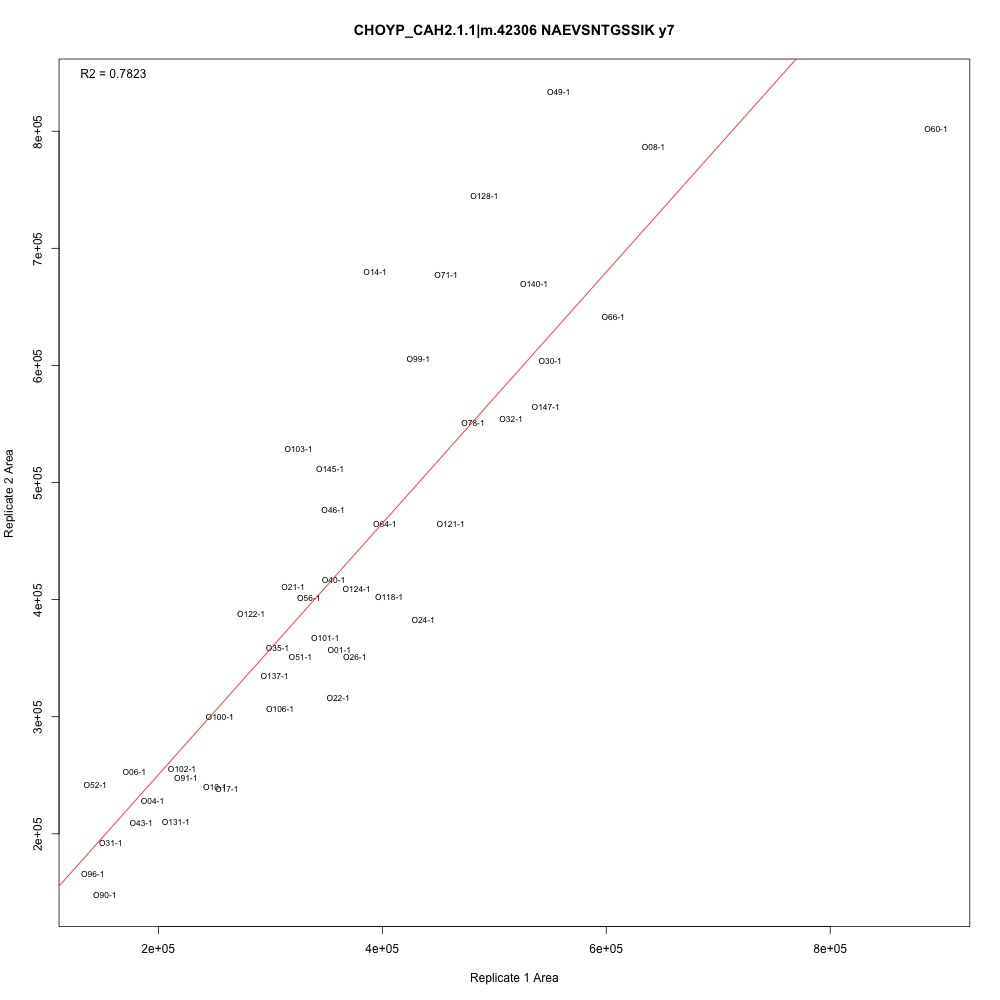 CHOYP_CAH2.1.1|m.42306 NAEVSNTGSSIK y7
R2 = 0.7823
O49-1
O60-1
O08-1
O128-1
O14-1
O71-1
O140-1
O66-1
O99-1
O30-1
O147-1
O32-1
O78-1
O103-1
O145-1
O46-1
O64-1
O121-1
O40-1
O21-1
O124-1
O56-1
O118-1
O122-1
O24-1
O101-1
O35-1
O01-1
O51-1
O26-1
O137-1
O22-1
O106-1
O100-1
O102-1
O06-1
O91-1
O52-1
O17-1
O04-1
O43-1
O131-1
O31-1
O96-1
O90-1
8e+05
7e+05
6e+05
5e+05
4e+05
3e+05
2e+05
Replicate 2 Area
2e+05
4e+05
6e+05
8e+05
Replicate 1 Area